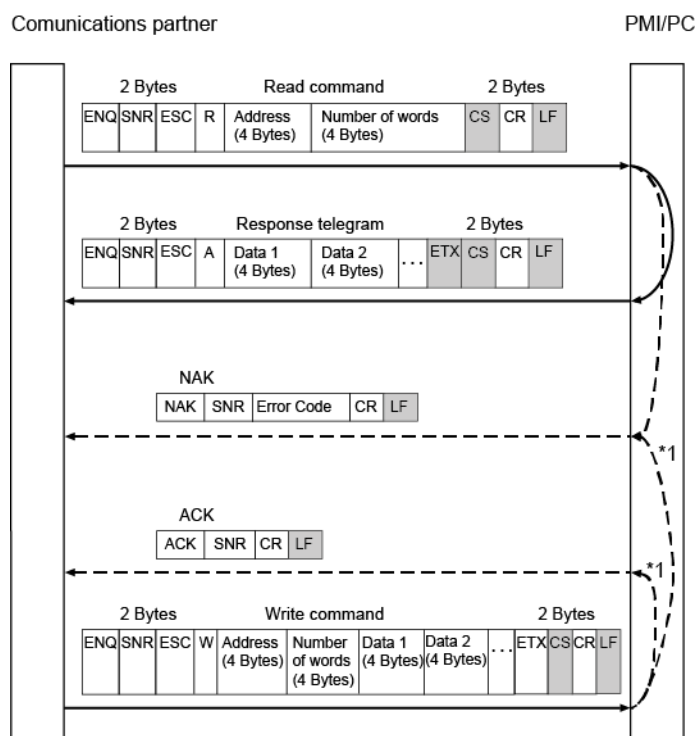 Comunications partner PMI/PC
2 Bytes Read command 2 Bytes
ENQ SNR ESC R Address (4 Bytes) Number of words (4 Bytes) CS CR LF
2 Bytes Response telegram 2 Bytes
ENQ SNR ESC A Data 1 (4 Bytes) Data 2 (4 Bytes) ... ETX CS CR LF
NAK
NAK SNR Error Code CR LF
*1
ACK
ACK SNR CR LF
*1
2 Bytes Write command 2 Bytes
ENQ SNR ESC W Address (4 Bytes) Number of words (4 Bytes) Data 1 (4 Bytes) Data 2 (4 Bytes) ... ETX CS CR LF